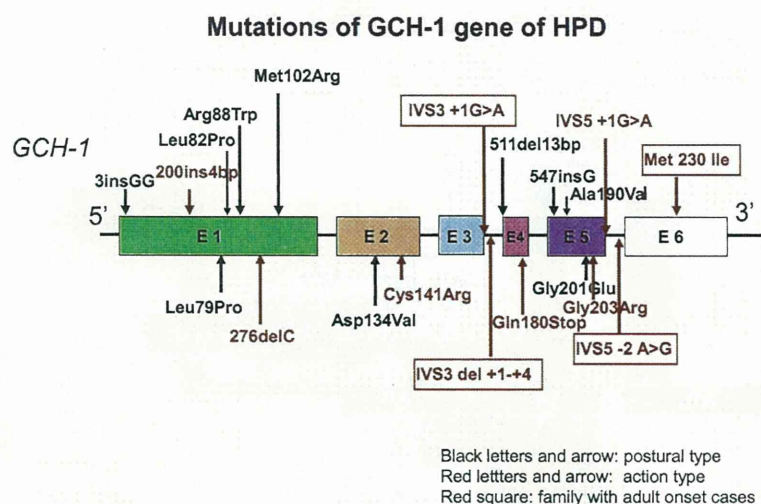 Mutations of GCH-1 gene of HPD
Met102Arg
IVS3 +1G>A
IVS5 +1G>A
Arg88Trp
Leu82Pro
511del13bp
GCH-1
Met 230 Ile
3insGG
200ins4bp
547insG
Ala190Val
5'
3'
E 1
E 2
E 3
E4
E 5
E 6
Leu79Pro
276delC
Asp134Val
Cys141Arg
Gln180Stop
Gly201Glu
Gly203Arg
IVS3 del +1-+4
IVS5 -2 A>G
Black letters and arrow: postural type
Red lettters and arrow: action type
Red square: family with adult onset cases